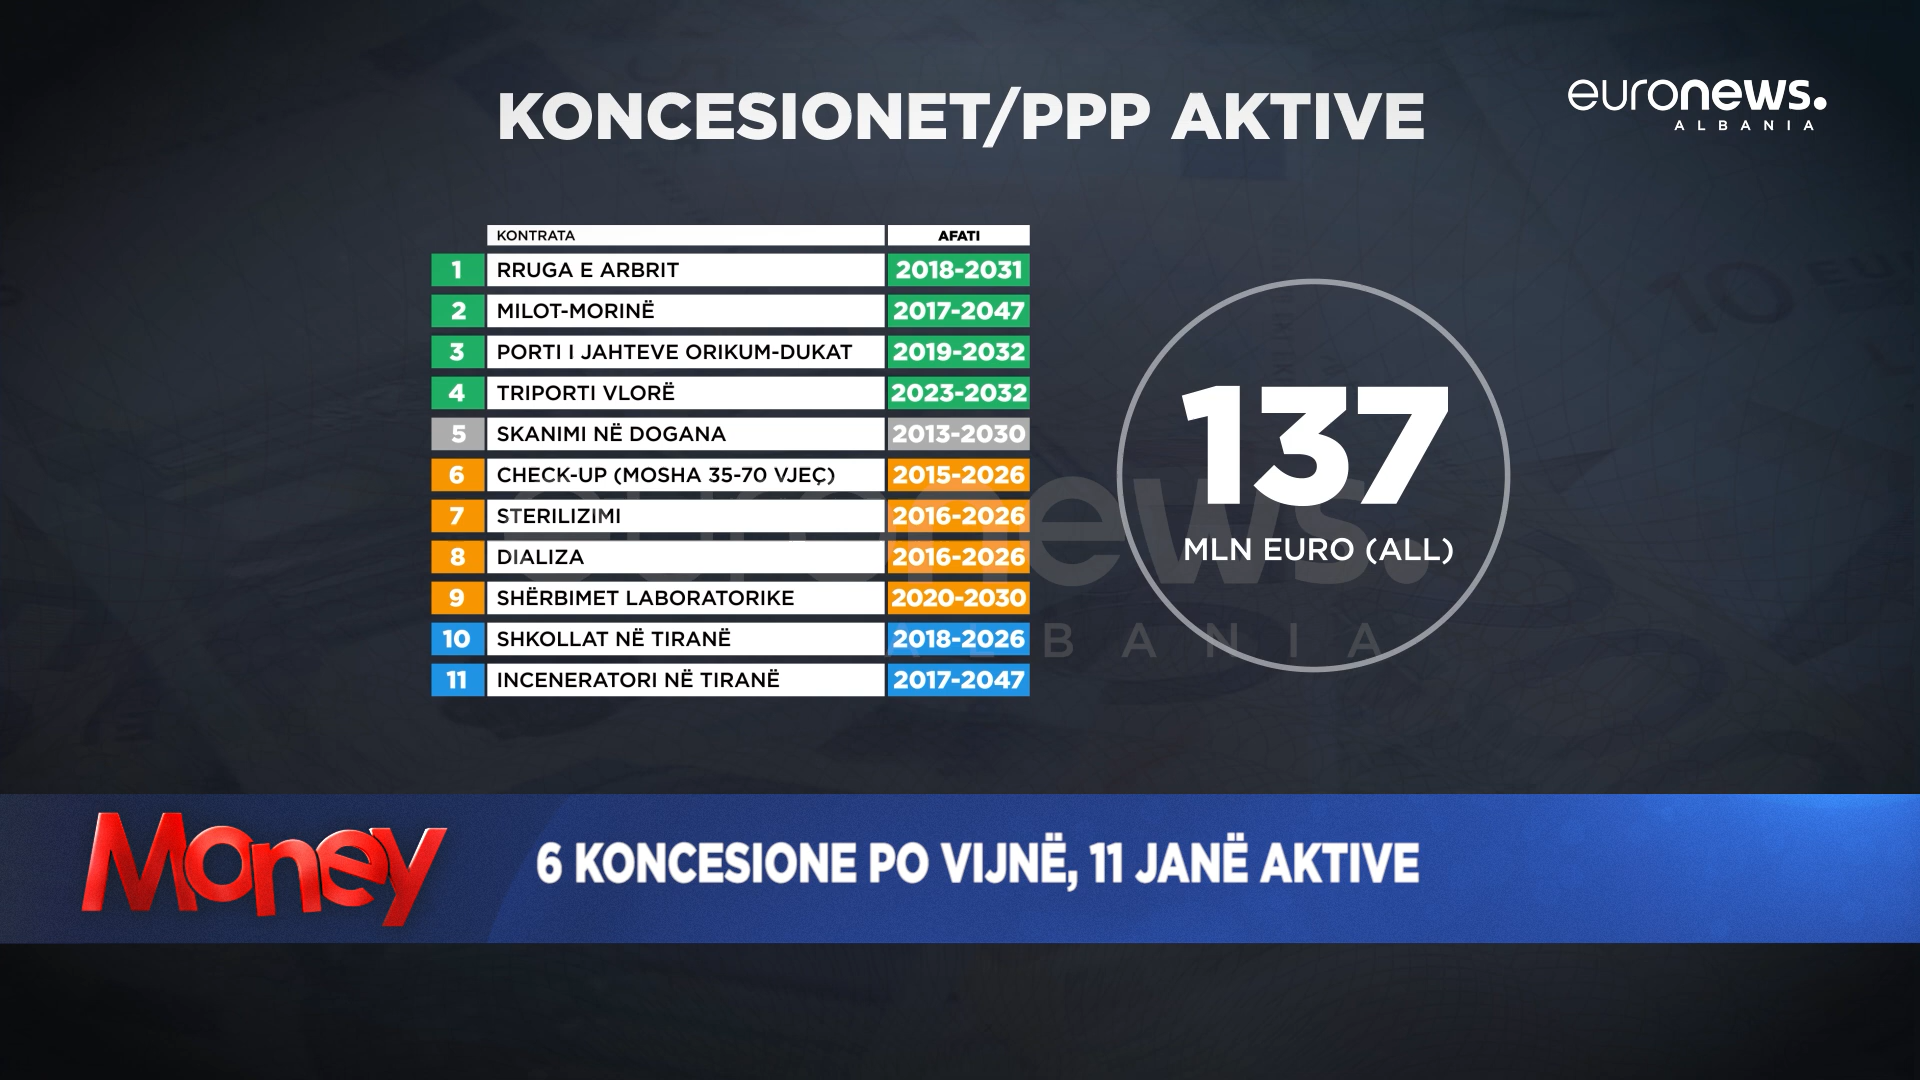 KONCESIONET/PPP AKTIVE
euronews.
ALBANIA
KONTRATA AFATI
1 RRUGA E ARBRIT 2018-2031
2 MILOT-MORINË 2017-2047
3 PORTI I JAHTEVE ORIKUM-DUKAT 2019-2032
4 TRIPORTI VLORË 2023-2032
5 SKANIMI NË DOGANA 2013-2030
6 CHECK-UP (MOSHA 35-70 VJEÇ) 2015-2026
7 STERILIZIMI 2016-2026
8 DIALIZA 2016-2026
9 SHËRBIMET LABORATORIKE 2020-2030
10 SHKOLLAT NË TIRANË 2018-2026
11 INCENERATORI NË TIRANË 2017-2047
137
MLN EURO (ALL)
euronews.
ALBANIA
Money
6 KONCESIONE PO VIJNË, 11 JANË AKTIVE